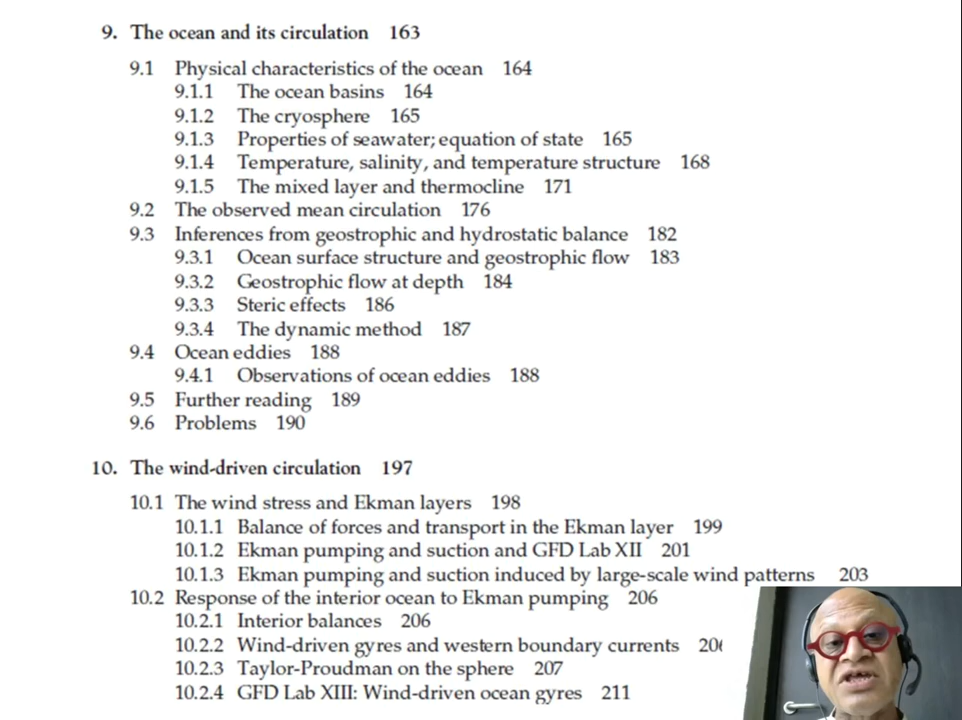 9. The ocean and its circulation 163
9.1 Physical characteristics of the ocean 164
9.1.1 The ocean basins 164
9.1.2 The cryosphere 165
9.1.3 Properties of seawater; equation of state 165
9.1.4 Temperature, salinity, and temperature structure 168
9.1.5 The mixed layer and thermocline 171
9.2 The observed mean circulation 176
9.3 Inferences from geostrophic and hydrostatic balance 182
9.3.1 Ocean surface structure and geostrophic flow 183
9.3.2 Geostrophic flow at depth 184
9.3.3 Steric effects 186
9.3.4 The dynamic method 187
9.4 Ocean eddies 188
9.4.1 Observations of ocean eddies 188
9.5 Further reading 189
9.6 Problems 190
10. The wind-driven circulation 197
10.1 The wind stress and Ekman layers 198
10.1.1 Balance of forces and transport in the Ekman layer 199
10.1.2 Ekman pumping and suction and GFD Lab XII 201
10.1.3 Ekman pumping and suction induced by large-scale wind patterns 203
10.2 Response of the interior ocean to Ekman pumping 206
10.2.1 Interior balances 206
10.2.2 Wind-driven gyres and western boundary currents
10.2.3 Taylor-Proudman on the sphere 207
10.2.4 GFD Lab XIII: Wind-driven ocean gyres 211